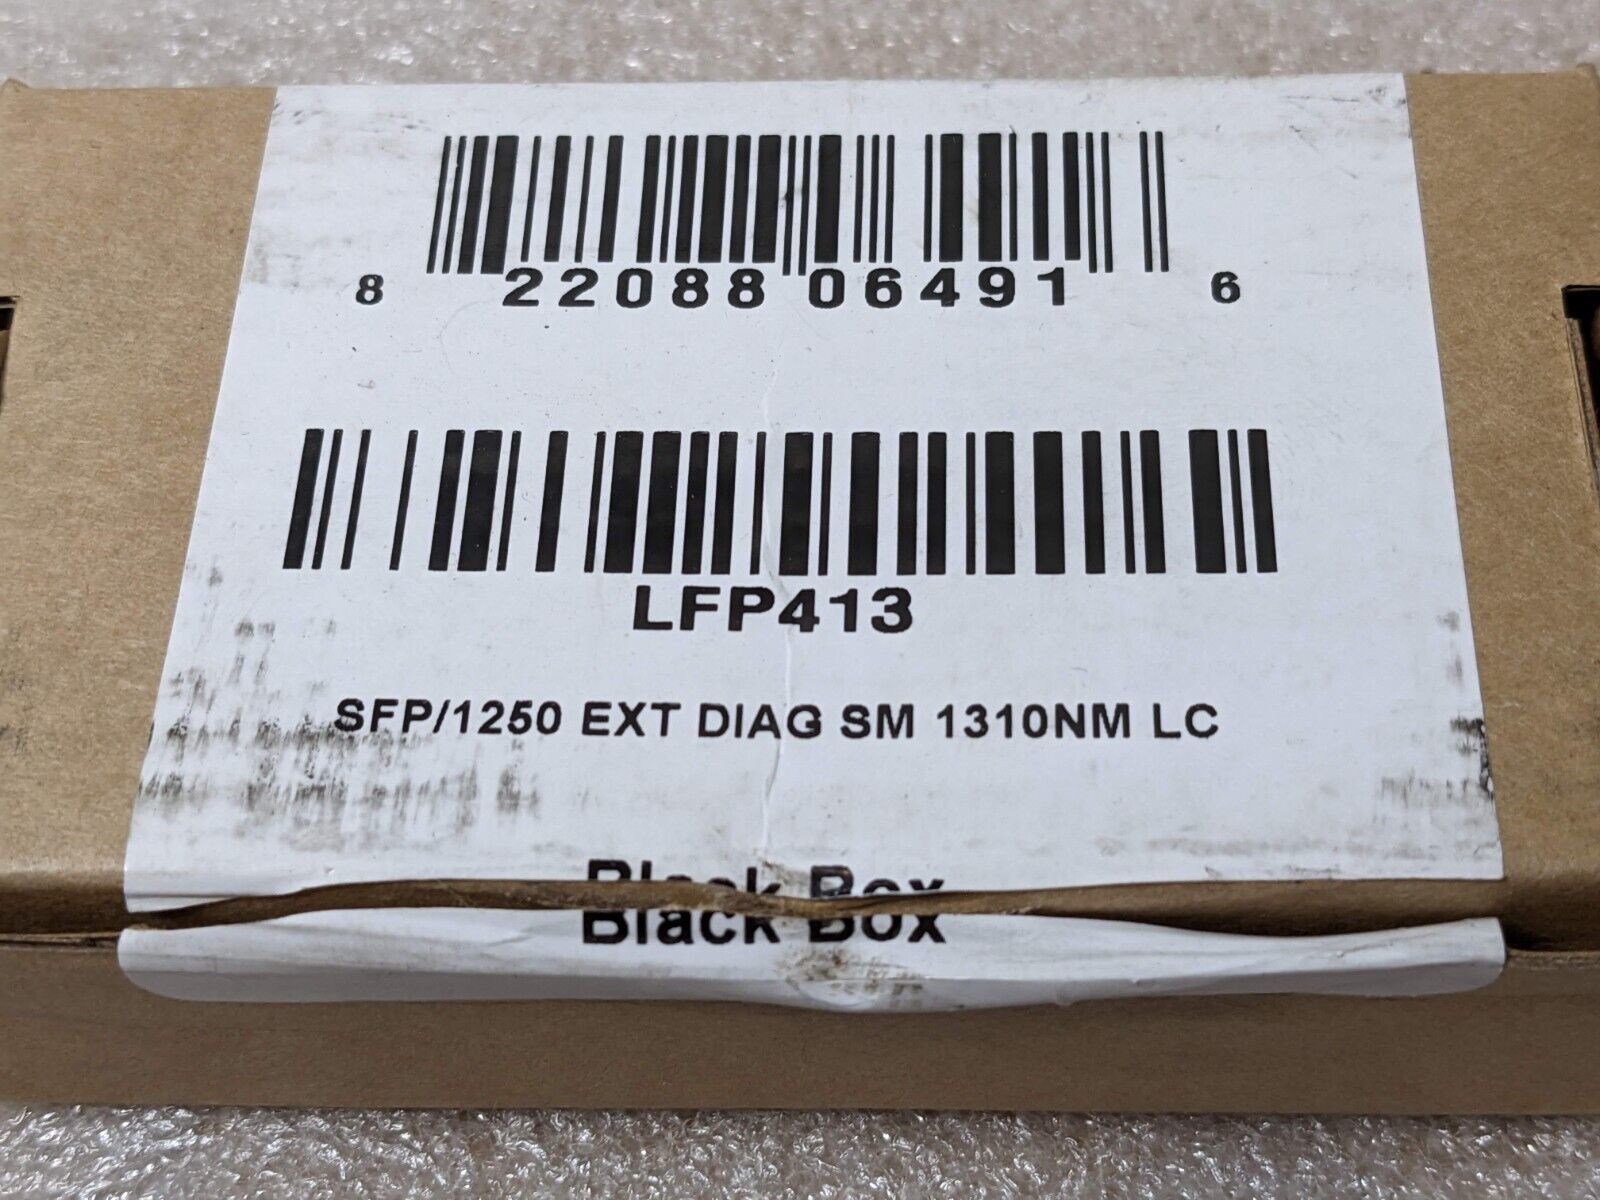 8 22088 06491 6
LFP413
SFP/1250 EXT DIAG SM 1310NM LC
Black Box